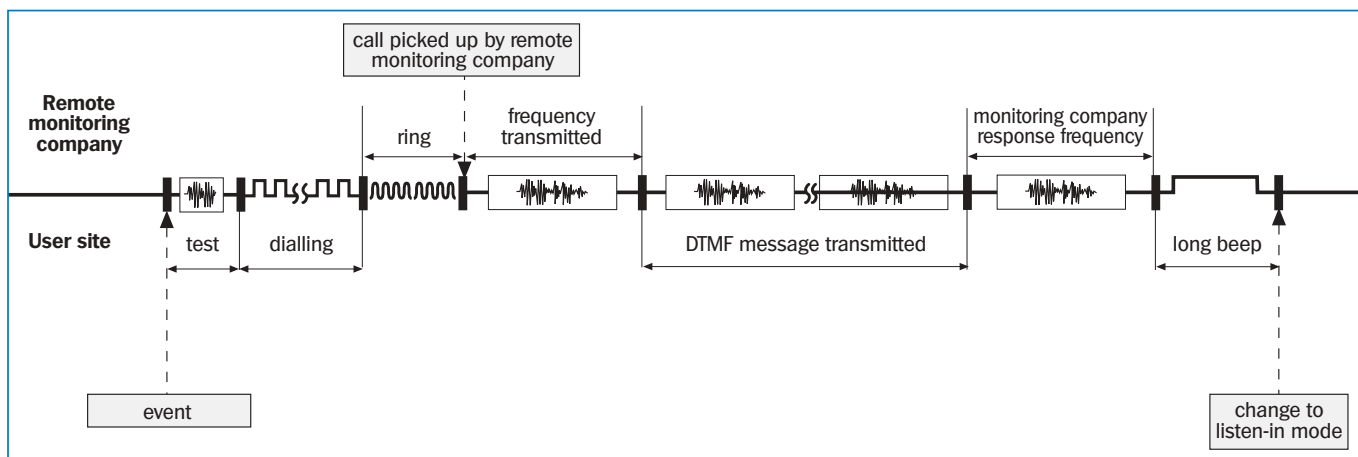 call picked up by remote
monitoring company
Remote
monitoring
company
ring
frequency
transmitted
monitoring company
response frequency
User site
test
dialling
DTMF message transmitted
long beep
event
change to
listen-in mode